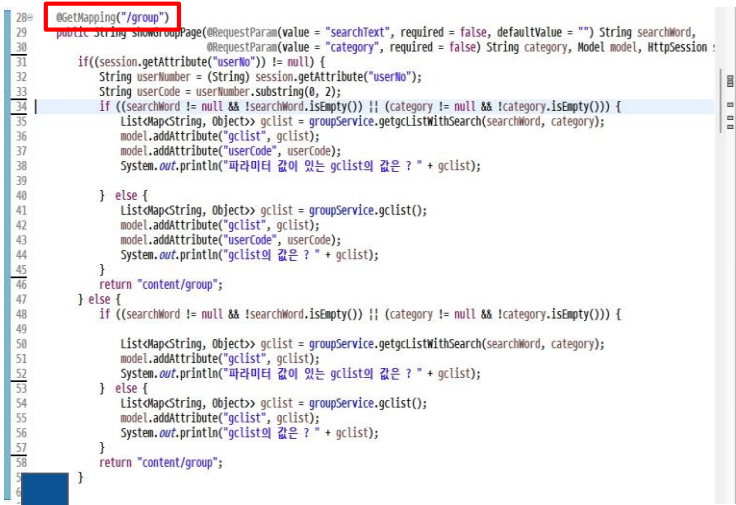 28 @GetMapping("/group")
29 public String showGroupPage(@RequestParam(value = "searchText", required = false, defaultValue = "") String searchWord,
30 @RequestParam(value = "category", required = false) String category, Model model, HttpSession
31 if((session.getAttribute("userNo")) != null) {
32 String userNumber = (String) session.getAttribute("userNo");
33 String userCode = userNumber.substring(0, 2);
34 if ((searchWord != null && !searchWord.isEmpty()) || (category != null && !category.isEmpty())) {
35 List<Map<String, Object>> gclist = groupService.getgcListWithSearch(searchWord, category);
36 model.addAttribute("gclist", gclist);
37 model.addAttribute("userCode", userCode);
38 System.out.println("파라미터 값이 있는 gclist의 값은 ? " + gclist);
39
40 } else {
41 List<Map<String, Object>> gclist = groupService.gclist();
42 model.addAttribute("gclist", gclist);
43 model.addAttribute("userCode", userCode);
44 System.out.println("gclist의 값은 ? " + gclist);
45 }
46 return "content/group";
47 } else {
48 if ((searchWord != null && !searchWord.isEmpty()) || (category != null && !category.isEmpty())) {
49
50 List<Map<String, Object>> gclist = groupService.getgcListWithSearch(searchWord, category);
51 model.addAttribute("gclist", gclist);
52 System.out.println("파라미터 값이 있는 gclist의 값은 ? " + gclist);
53 } else {
54 List<Map<String, Object>> gclist = groupService.gclist();
55 model.addAttribute("gclist", gclist);
56 System.out.println("gclist의 값은 ? " + gclist);
57 }
58 return "content/group";
}